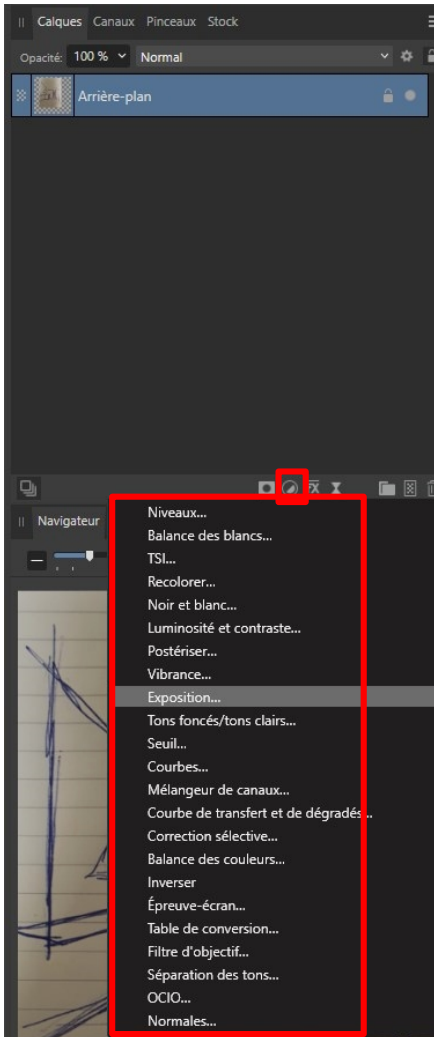 Calques Canaux Pinceaux Stock
Opacité: 100 % Normal
Arrière-plan
Navigateur
Niveaux...
Balance des blancs...
TSI...
Recolorer...
Noir et blanc...
Luminosité et contraste...
Postériser...
Vibrance...
Exposition...
Tons foncés/tons clairs...
Seuil...
Courbes...
Mélangeur de canaux...
Courbe de transfert et de dégradés...
Correction sélective...
Balance des couleurs...
Inverser
Épreuve-écran...
Table de conversion...
Filtre d'objectif...
Séparation des tons...
OCIO...
Normales...